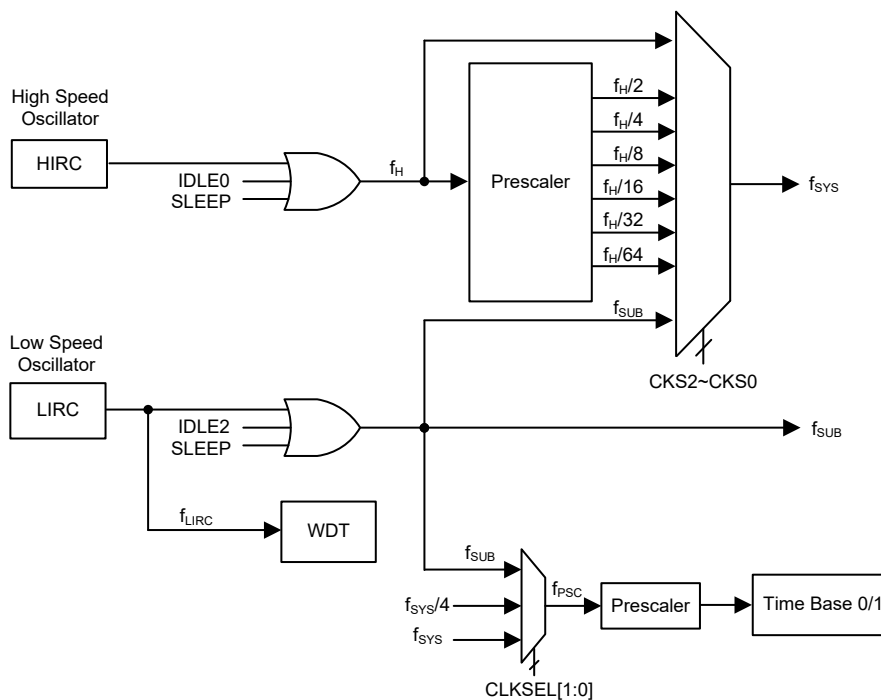 High Speed
Oscillator
HIRC
IDLE0
SLEEP
fH
Prescaler
fH/2
fH/4
fH/8
fH/16
fH/32
fH/64
fSUB
fSYS
CKS2~CKS0
Low Speed
Oscillator
LIRC
IDLE2
SLEEP
fSUB
fLIRC
WDT
fSUB
fSYS/4
fSYS
fPSC
Prescaler
Time Base 0/1
CLKSEL[1:0]